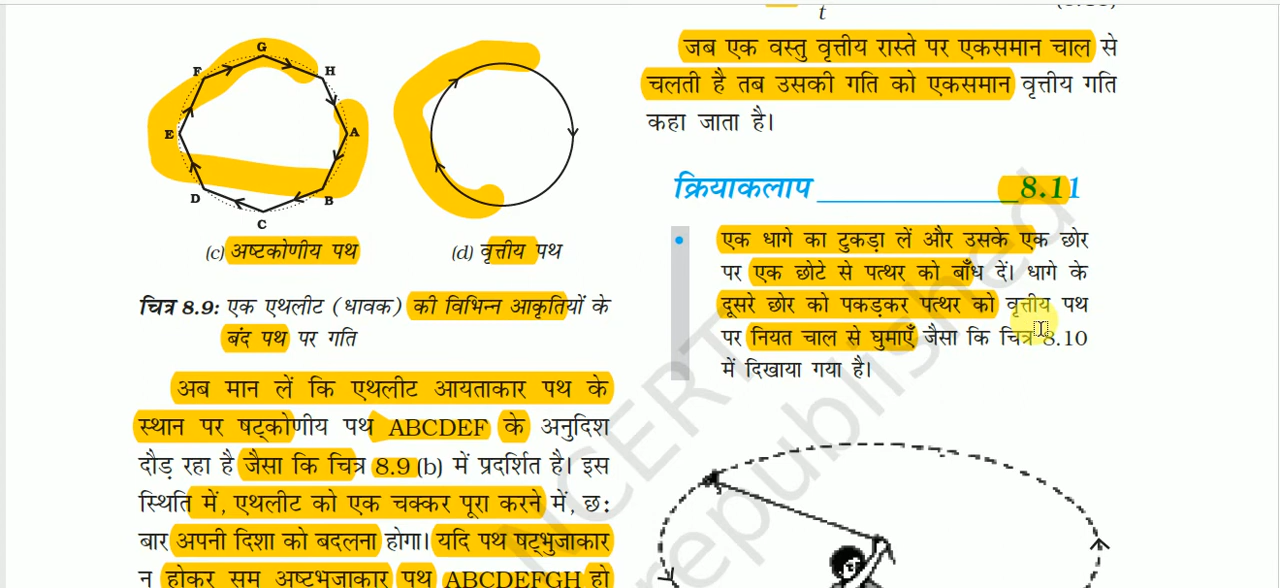 G
F
H
E
A
D
B
C
(c) अष्टकोणीय पथ
(d) वृत्तीय पथ
चित्र 8.9: एक एथलीट (धावक) की विभिन्न आकृतियों के
बंद पथ पर गति
अब मान लें कि एथलीट आयताकार पथ के
स्थान पर षट्कोणीय पथ ABCDEF के अनुदिश
दौड़ रहा है जैसा कि चित्र 8.9 (b) में प्रदर्शित है। इस
स्थिति में, एथलीट को एक चक्कर पूरा करने में, छः
बार अपनी दिशा को बदलना होगा। यदि पथ षट्भुजाकार
न होकर सम अष्टभुजाकार पथ ABCDEFGH हो
t
जब एक वस्तु वृत्तीय रास्ते पर एकसमान चाल से
चलती है तब उसकी गति को एकसमान वृत्तीय गति
कहा जाता है।
क्रियाकलाप 8.11
• एक धागे का टुकड़ा लें और उसके एक छोर
पर एक छोटे से पत्थर को बाँध दें। धागे के
दूसरे छोर को पकड़कर पत्थर को वृत्तीय पथ
पर नियत चाल से घुमाएँ जैसा कि चित्र 8.10
में दिखाया गया है।
NCERT
republished